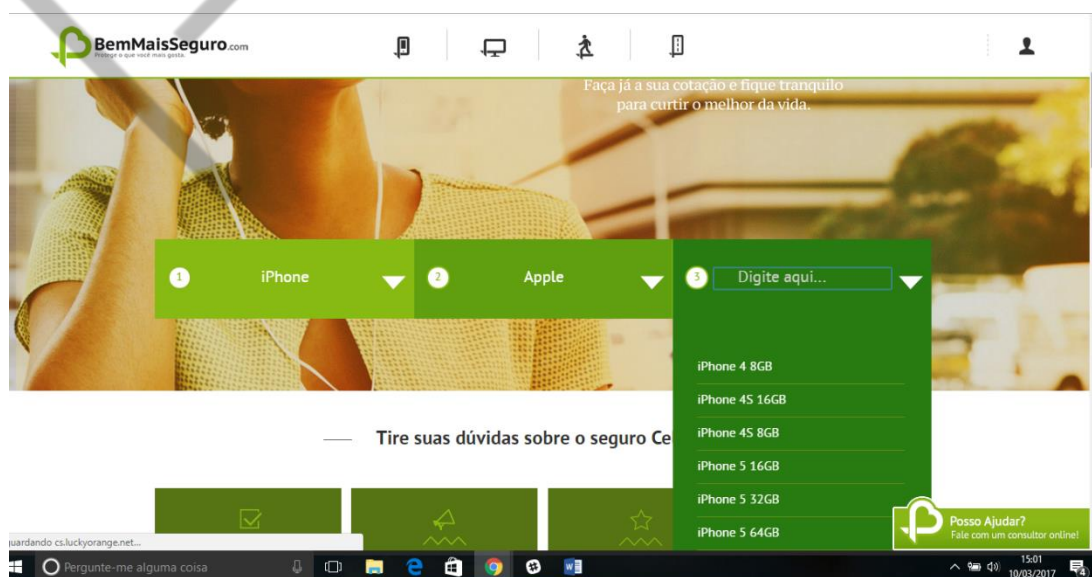 BemMaisSeguro.com
Protege o que você mais gosta.
Faça já a sua cotação e fique tranquilo
para curtir o melhor da vida.
1 iPhone
2 Apple
3 Digite aqui...
iPhone 4 8GB
iPhone 4S 16GB
iPhone 4S 8GB
iPhone 5 16GB
iPhone 5 32GB
iPhone 5 64GB
Tire suas dúvidas sobre o seguro Ce
Posso Ajudar?
Fale com um consultor online!
guardando cs.luckyorange.net...
Pergunte-me alguma coisa
15:01
10/03/2017